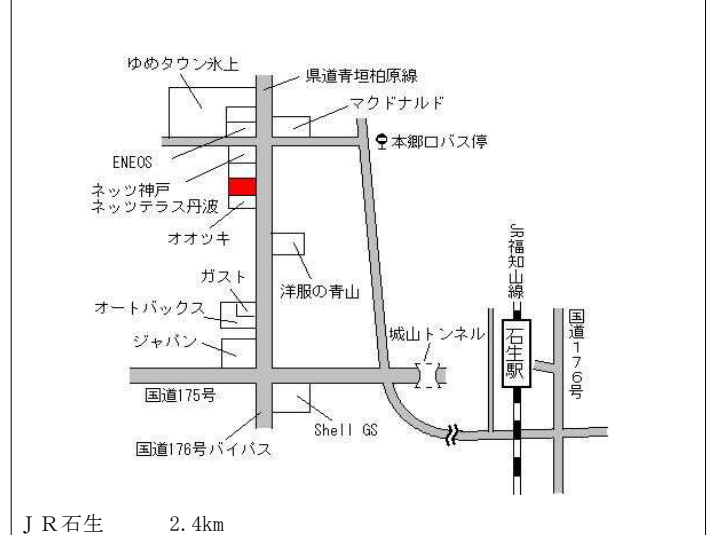 ゆめタウン氷上
県道青垣柏原線
マクドナルド
本郷口バス停
ENEOS
ネッツ神戸
ネッツテラス丹波
オオツキ
洋服の青山
JR福知山線
ガスト
オートバックス
ジャパン
城山トンネル
石生駅
国道176号
国道175号
Shell GS
国道176号バイパス
ＪＲ石生　　2.4km